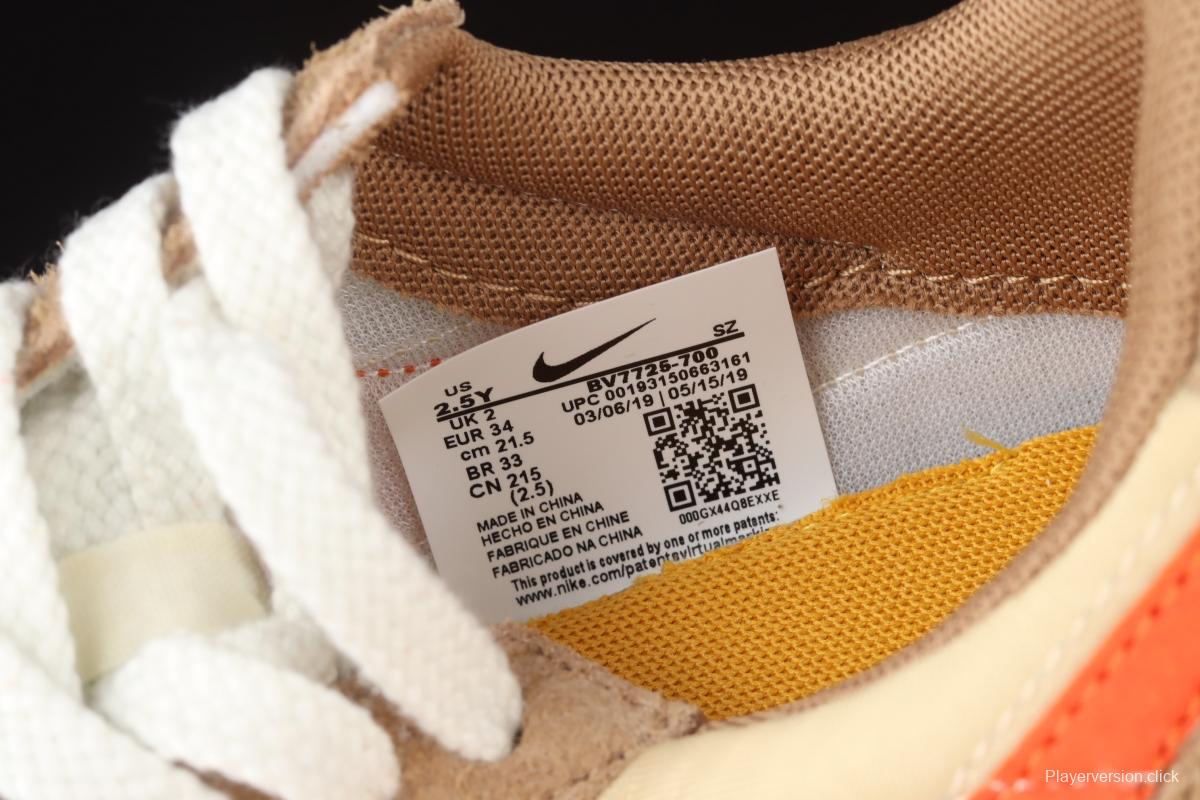 SZ
US
2.5Y
UK 2
EUR 34
cm 21.5
BR 33
CN 215
(2.5)
BV7725-700
UPC 00193150663161
03/06/19 | 05/15/19
000GX44Q8EXXE
MADE IN CHINA
HECHO EN CHINA
FABRIQUE EN CHINE
FABRICADO NA CHINA
This product is covered by one or more patents:
www.nike.com/patentsvirtualmarki
Playerversion.click